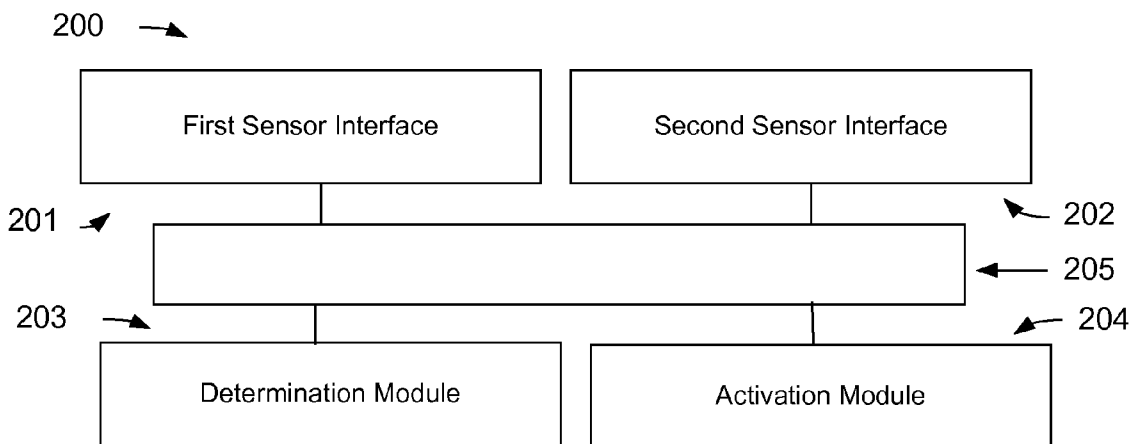 200
First Sensor Interface
Second Sensor Interface
201
202
205
203
204
Determination Module
Activation Module